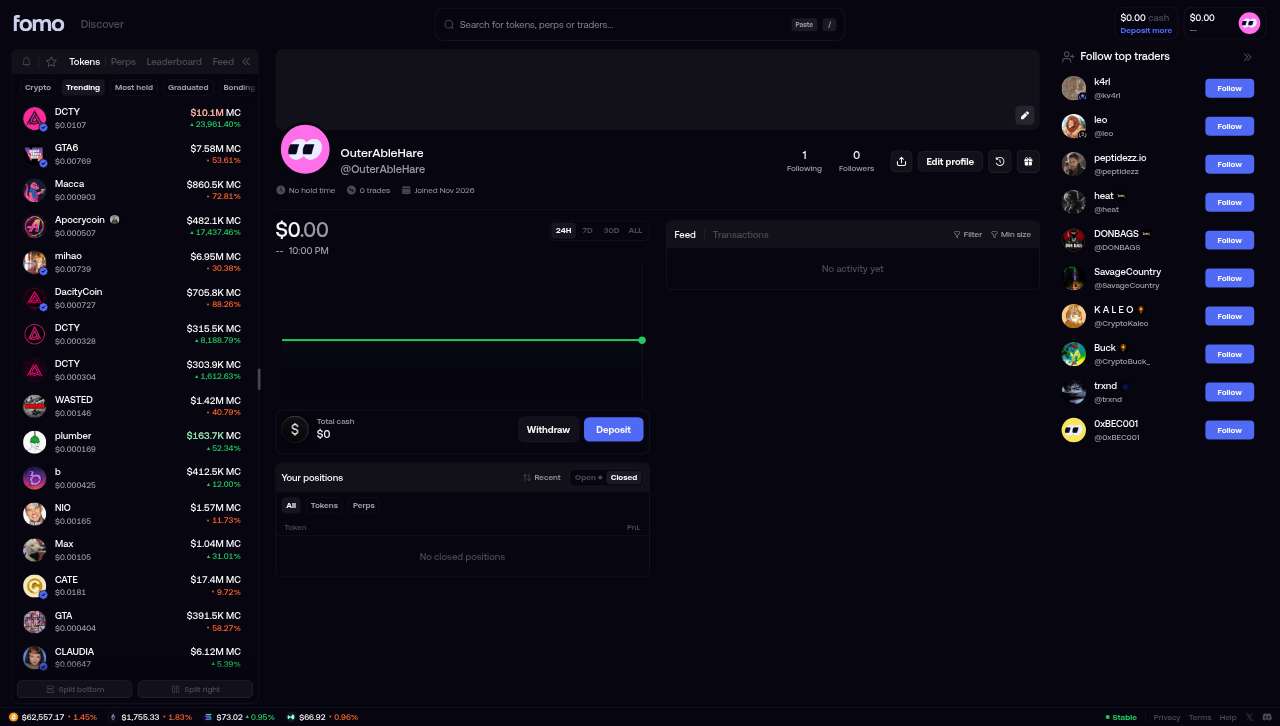 fomo
Discover
Search for tokens, perps or traders...
Paste
/
$0.00 cash
Deposit more
$0.00
--
Tokens
Perps
Leaderboard
Feed
Crypto
Trending
Most held
Graduated
Bonding
DCTY
$0.0107
$10.1M MC
23,961.40%
GTA6
$0.00769
$7.58M MC
53.61%
Macca
$0.000903
$860.5K MC
72.81%
Apocrycoin
$0.000507
$482.1K MC
17,437.46%
mihao
$0.00739
$6.95M MC
30.38%
DacityCoin
$0.000727
$705.8K MC
88.26%
DCTY
$0.000328
$315.5K MC
8,188.79%
DCTY
$0.000304
$303.9K MC
1,612.63%
WASTED
$0.00146
$1.42M MC
40.79%
plumber
$0.000169
$163.7K MC
52.34%
b
$0.000425
$412.5K MC
12.00%
NIO
$0.00165
$1.57M MC
11.73%
Max
$0.00105
$1.04M MC
31.01%
CATE
$0.0181
$17.4M MC
9.72%
GTA
$0.000404
$391.5K MC
58.27%
CLAUDIA
$0.00647
$6.12M MC
5.39%
Split bottom
Split right
OuterAbleHare
@OuterAbleHare
No hold time
0 trades
Joined Nov 2026
1
Following
0
Followers
Edit profile
$0.00
-- 10:00 PM
24H
7D
30D
ALL
$
Total cash
$0
Withdraw
Deposit
Your positions
Recent
Open
Closed
All
Tokens
Perps
Token
PnL
No closed positions
Feed
Transactions
Filter
Min size
No activity yet
Follow top traders
k4rl
@kv4rl
Follow
leo
@leo
Follow
peptidezz.io
@peptidezz
Follow
heat
@heat
Follow
DONBAGS
@DONBAGS
Follow
SavageCountry
@SavageCountry
Follow
K A L E O
@CryptoKaleo
Follow
Buck
@CryptoBuck_
Follow
trxnd
@trxnd
Follow
0xBEC001
@0xBEC001
Follow
$62,557.17 1.45%
$1,755.33 1.83%
$73.02 0.95%
$66.92 0.96%
Stable
Privacy
Terms
Help